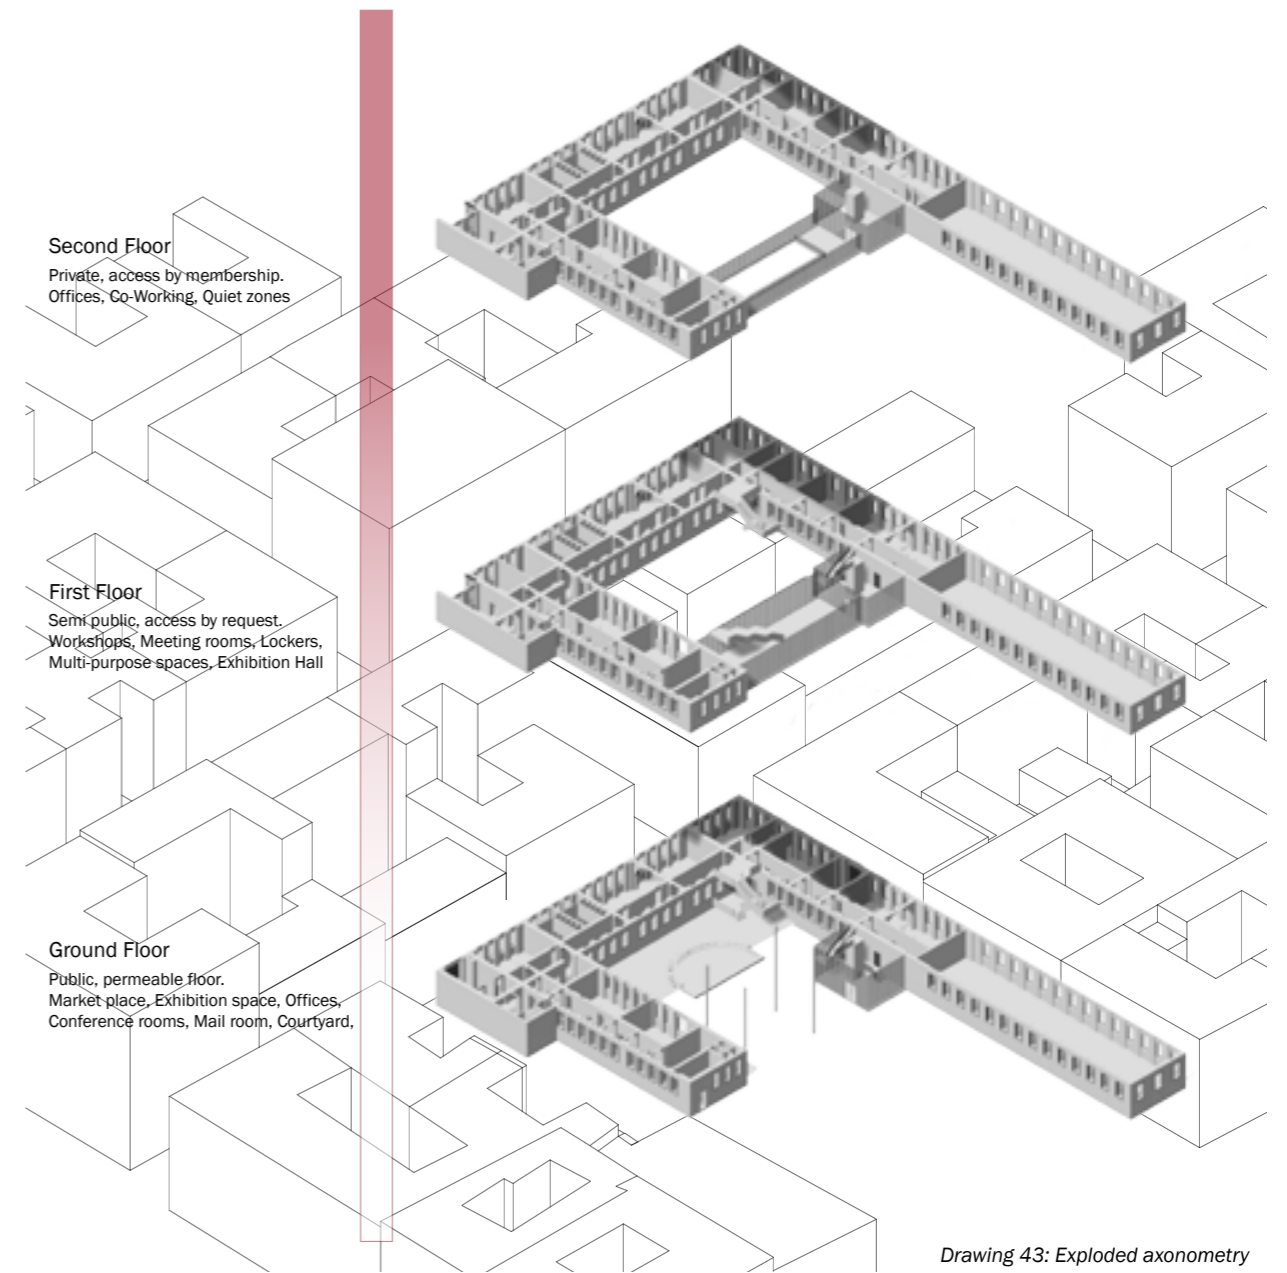 Second Floor
Private, access by membership.
Offices, Co-Working, Quiet zones
First Floor
Semi public, access by request.
Workshops, Meeting rooms, Lockers,
Multi-purpose spaces, Exhibition Hall
Ground Floor
Public, permeable floor.
Market place, Exhibition space, Offices,
Conference rooms, Mail room, Courtyard,
Drawing 43: Exploded axonometry